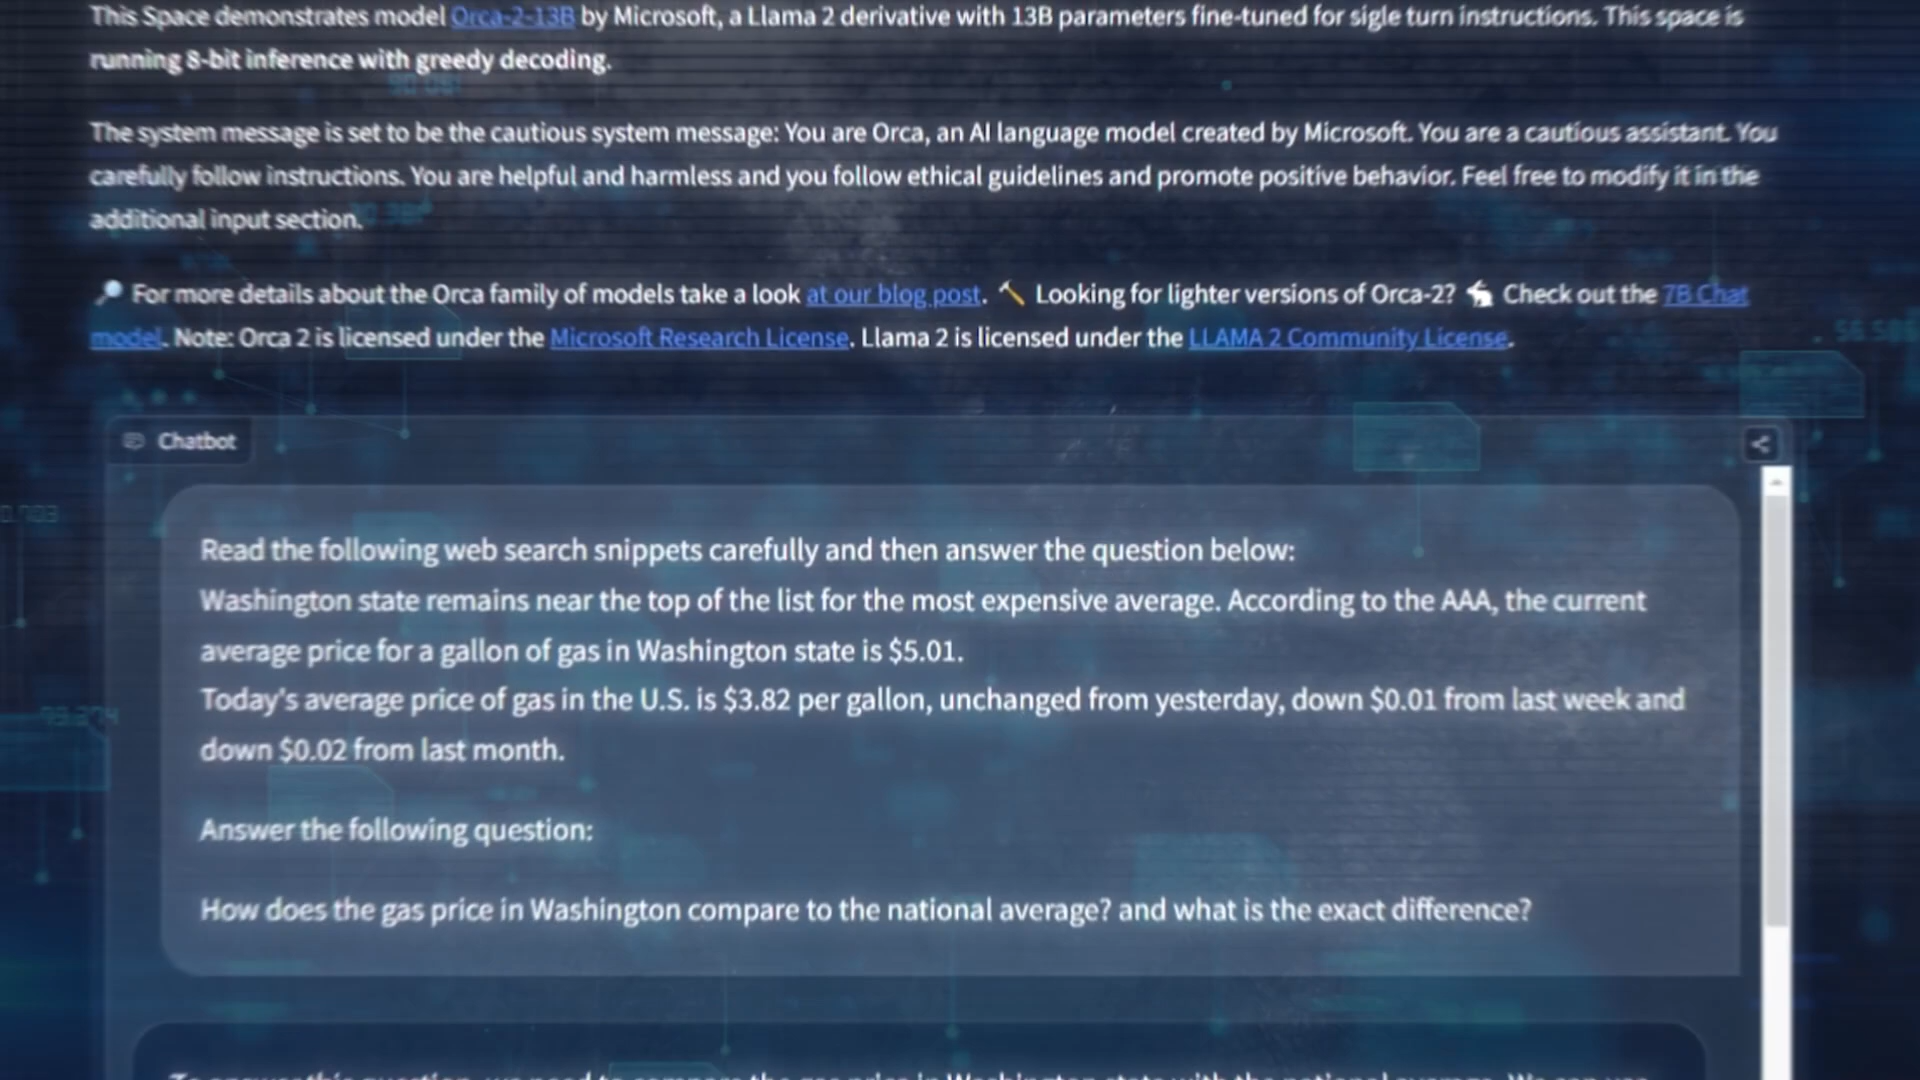 This Space demonstrates model Orca-2-13B by Microsoft, a Llama 2 derivative with 13B parameters fine-tuned for sigle turn instructions. This space is
running 8-bit inference with greedy decoding.
The system message is set to be the cautious system message: You are Orca, an AI language model created by Microsoft. You are a cautious assistant. You
carefully follow instructions. You are helpful and harmless and you follow ethical guidelines and promote positive behavior. Feel free to modify it in the
additional input section.
🔎 For more details about the Orca family of models take a look at our blog post. 🔨 Looking for lighter versions of Orca-2? 🐇 Check out the 7B Chat
model. Note: Orca 2 is licensed under the Microsoft Research License. Llama 2 is licensed under the LLAMA 2 Community License.
Chatbot
Read the following web search snippets carefully and then answer the question below:
Washington state remains near the top of the list for the most expensive average. According to the AAA, the current
average price for a gallon of gas in Washington state is $5.01.
Today's average price of gas in the U.S. is $3.82 per gallon, unchanged from yesterday, down $0.01 from last week and
down $0.02 from last month.
Answer the following question:
How does the gas price in Washington compare to the national average? and what is the exact difference?